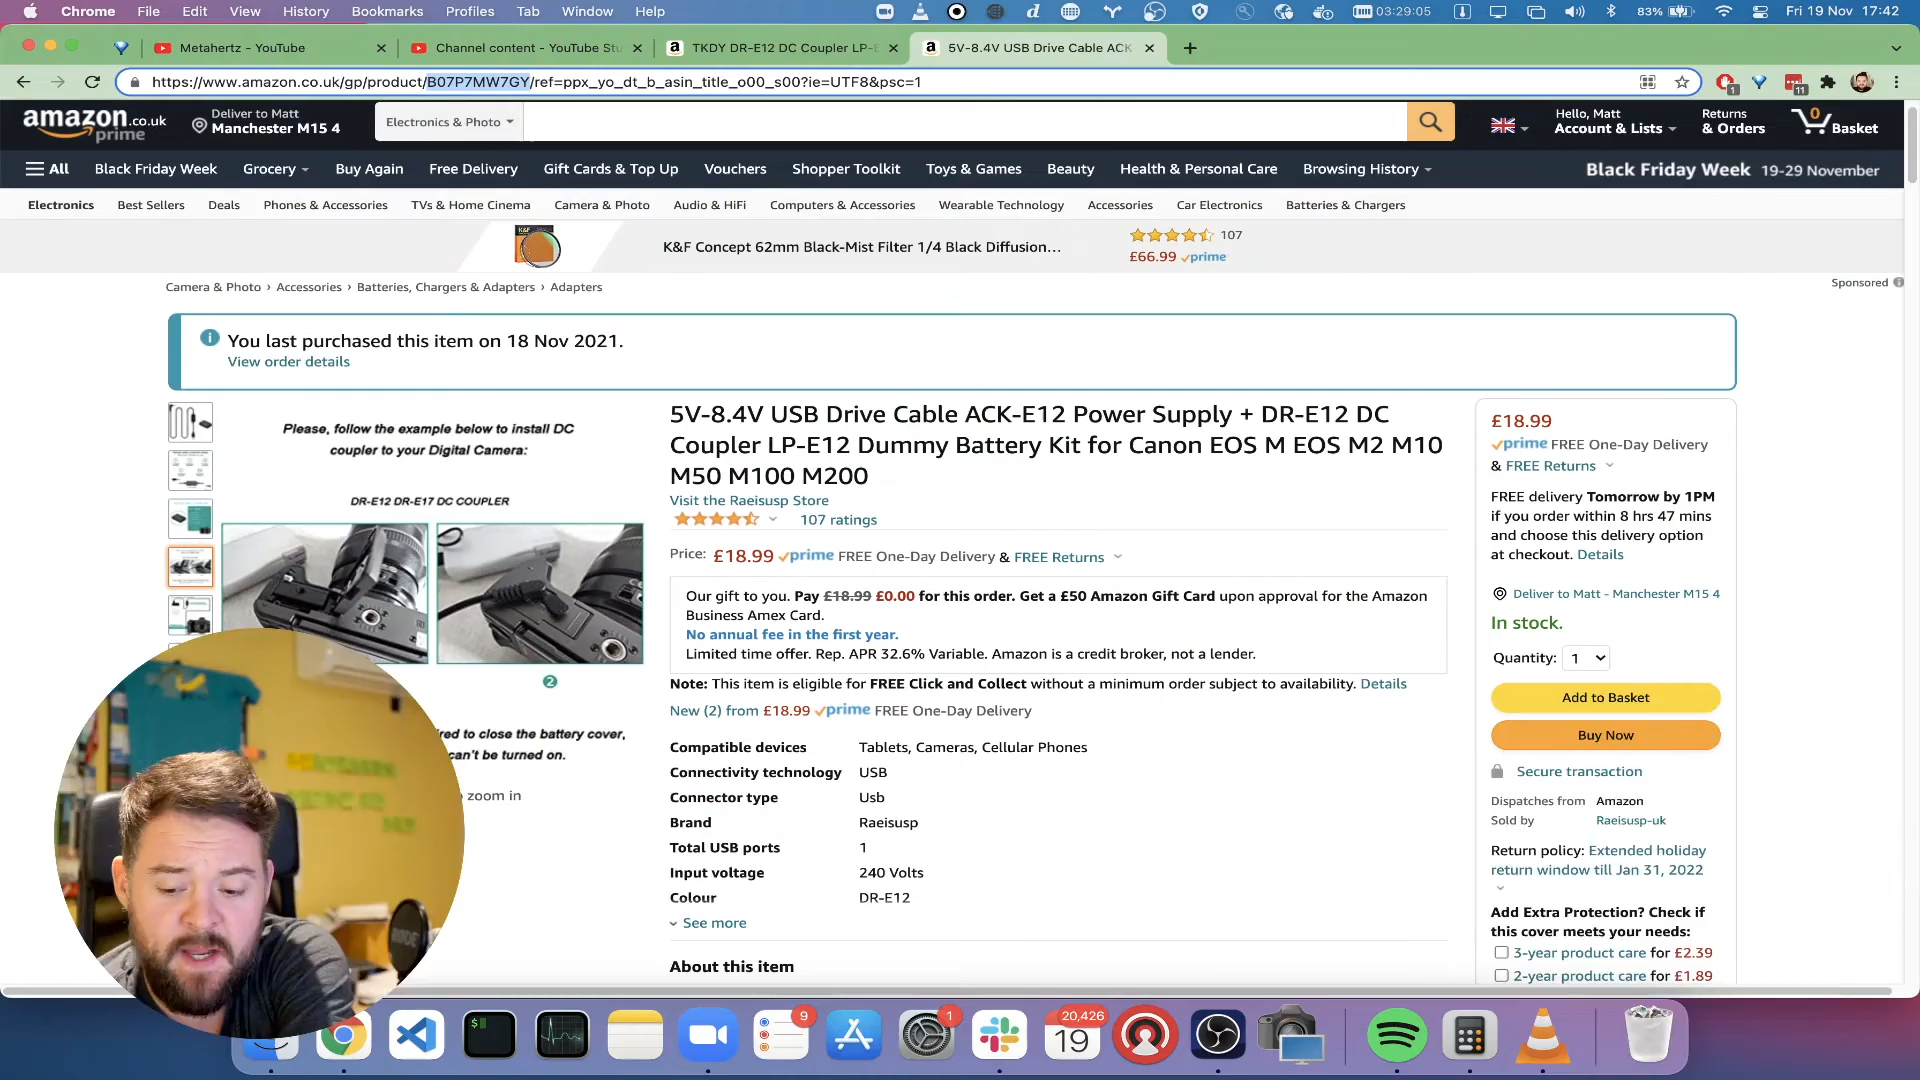 Chrome File Edit View History Bookmarks Profiles Tab Window Help 03:29:05 83% Fri 19 Nov 17:42
Metahertz - YouTube
Channel content - YouTube Stu
TKDY DR-E12 DC Coupler LP-E
5V-8.4V USB Drive Cable ACK
https://www.amazon.co.uk/gp/product/B07P7MW7GY/ref=ppx_yo_dt_b_asin_title_o00_s00?ie=UTF8&psc=1
1
11
amazon.co.uk
prime
Deliver to Matt
Manchester M15 4
Electronics & Photo
Hello, Matt
Account & Lists
Returns
& Orders
0
Basket
All Black Friday Week Grocery Buy Again Free Delivery Gift Cards & Top Up Vouchers Shopper Toolkit Toys & Games Beauty Health & Personal Care Browsing History Black Friday Week 19-29 November
Electronics Best Sellers Deals Phones & Accessories TVs & Home Cinema Camera & Photo Audio & HiFi Computers & Accessories Wearable Technology Accessories Car Electronics Batteries & Chargers
K&F
K&F Concept 62mm Black-Mist Filter 1/4 Black Diffusion…
107
£66.99 prime
Sponsored
Camera & Photo › Accessories › Batteries, Chargers & Adapters › Adapters
You last purchased this item on 18 Nov 2021.
View order details
Please, follow the example below to install DC
coupler to your Digital Camera:
DR-E12 DR-E17 DC COUPLER
2
red to close the battery cover,
can't be turned on.
zoom in
RODE
5V-8.4V USB Drive Cable ACK-E12 Power Supply + DR-E12 DC
Coupler LP-E12 Dummy Battery Kit for Canon EOS M EOS M2 M10
M50 M100 M200
Visit the Raeisusp Store
107 ratings
Price: £18.99 prime FREE One-Day Delivery & FREE Returns
Our gift to you. Pay £18.99 £0.00 for this order. Get a £50 Amazon Gift Card upon approval for the Amazon
Business Amex Card.
No annual fee in the first year.
Limited time offer. Rep. APR 32.6% Variable. Amazon is a credit broker, not a lender.
Note: This item is eligible for FREE Click and Collect without a minimum order subject to availability. Details
New (2) from £18.99 prime FREE One-Day Delivery
Compatible devices Tablets, Cameras, Cellular Phones
Connectivity technology USB
Connector type Usb
Brand Raeisusp
Total USB ports 1
Input voltage 240 Volts
Colour DR-E12
See more
About this item
£18.99
prime FREE One-Day Delivery
& FREE Returns
FREE delivery Tomorrow by 1PM
if you order within 8 hrs 47 mins
and choose this delivery option
at checkout. Details
Deliver to Matt - Manchester M15 4
In stock.
Quantity: 1
Add to Basket
Buy Now
Secure transaction
Dispatches from Amazon
Sold by Raeisusp-uk
Return policy: Extended holiday
return window till Jan 31, 2022
Add Extra Protection? Check if
this cover meets your needs:
3-year product care for £2.39
2-year product care for £1.89
9
1
20,426
19